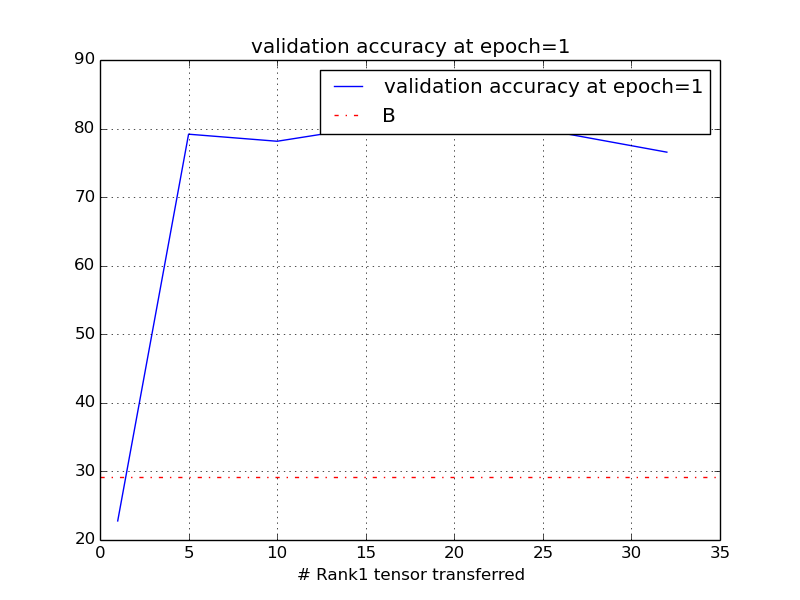 validation accuracy at epoch=1
validation accuracy at epoch=1
B
90
80
70
60
50
40
30
20
0 5 10 15 20 25 30 35
# Rank1 tensor transferred